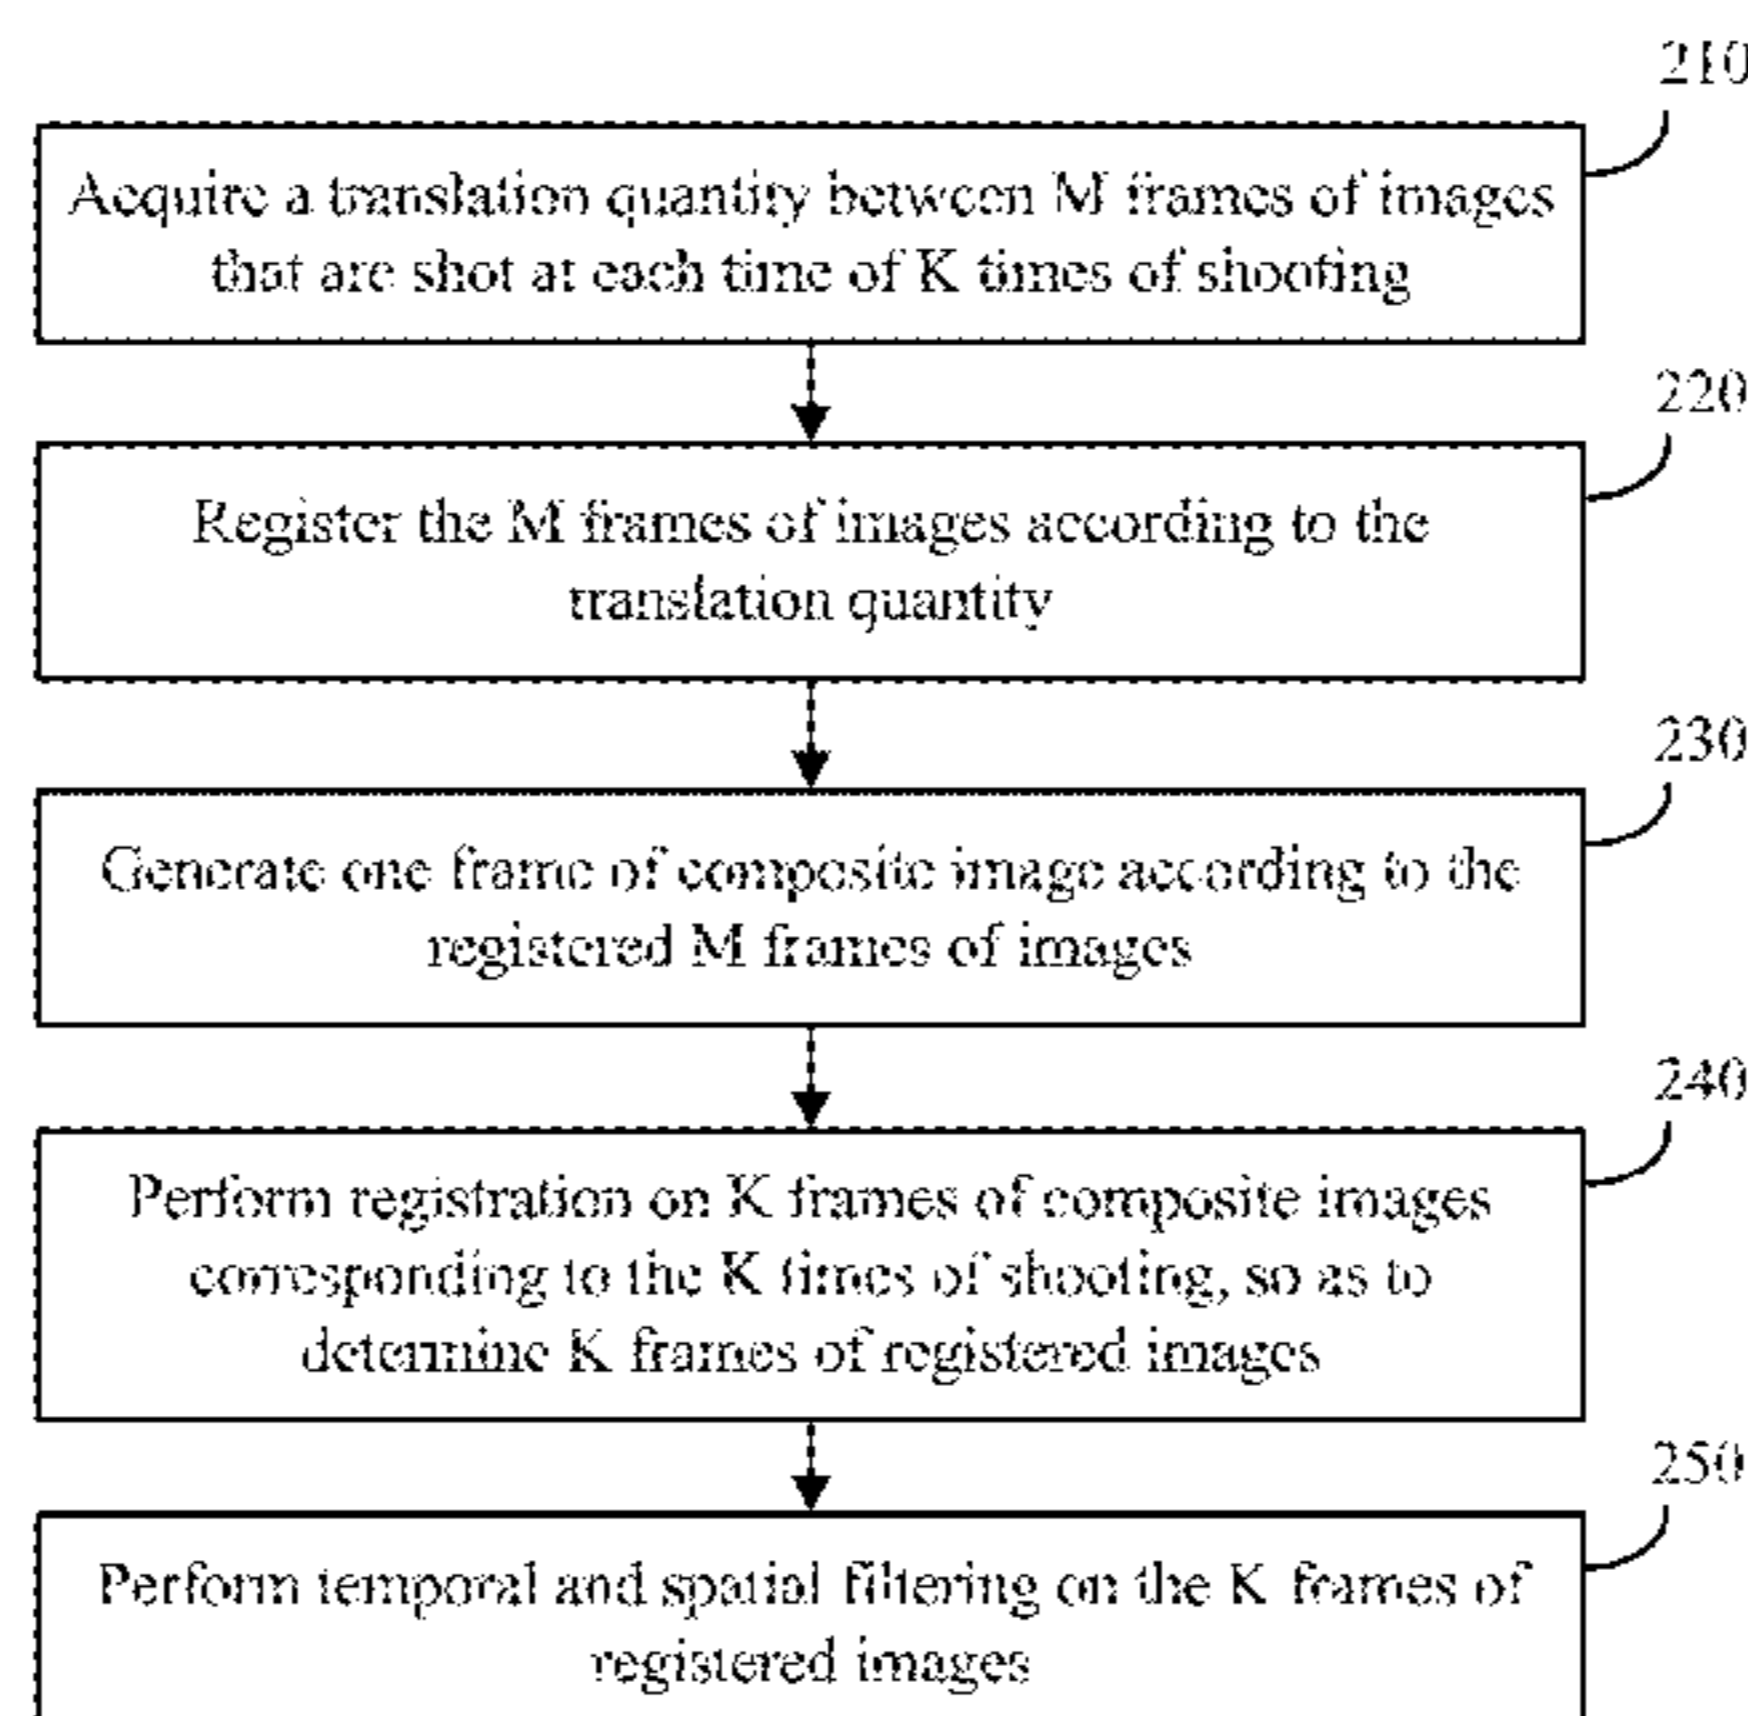 210
Acquire a translation quantity between M frames of images
that are shot at each time of K times of shooting
220
Register the M frames of images according to the
translation quantity
230
Generate one frame of composite image according to the
registered M frames of images
240
Perform registration on K frames of composite images
corresponding to the K times of shooting, so as to
determine K frames of registered images
250
Perform temporal and spatial filtering on the K frames of
registered images